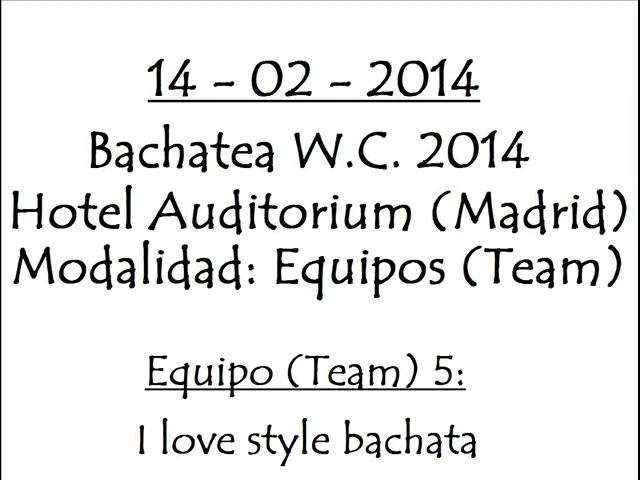 14 - 02 - 2014
Bachatea W.C. 2014
Hotel Auditorium (Madrid)
Modalidad: Equipos (Team)
Equipo (Team) 5:
I love style bachata